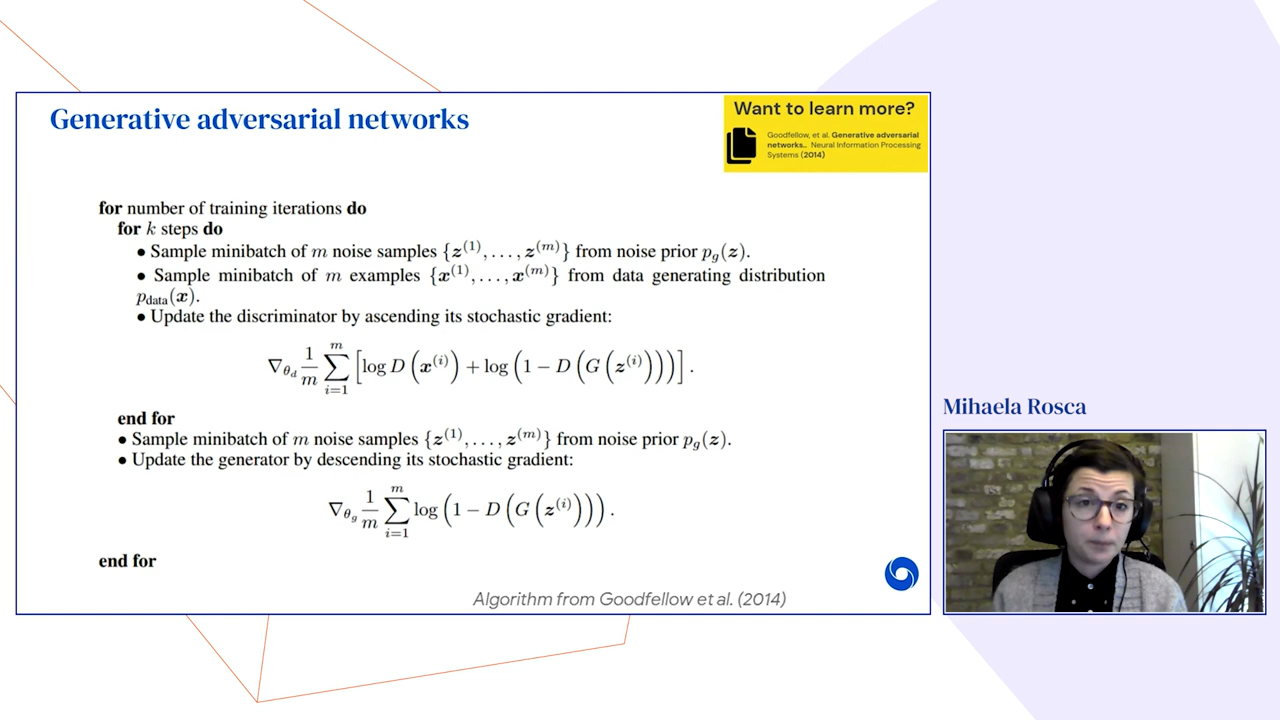 Generative adversarial networks
Want to learn more?
Goodfellow, et al. Generative adversarial
networks.. Neural Information Processing
Systems (2014)
for number of training iterations do
for k steps do
• Sample minibatch of m noise samples {z^(1), . . . , z^(m)} from noise prior p_g(z).
• Sample minibatch of m examples {x^(1), . . . , x^(m)} from data generating distribution
p_data(x).
• Update the discriminator by ascending its stochastic gradient:
∇_θ_d 1/m ∑_{i=1}^{m} [log D (x^(i)) + log (1 − D (G (z^(i))))] .
end for
• Sample minibatch of m noise samples {z^(1), . . . , z^(m)} from noise prior p_g(z).
• Update the generator by descending its stochastic gradient:
∇_θ_g 1/m ∑_{i=1}^{m} log (1 − D (G (z^(i)))) .
end for
Algorithm from Goodfellow et al. (2014)
Mihaela Rosca